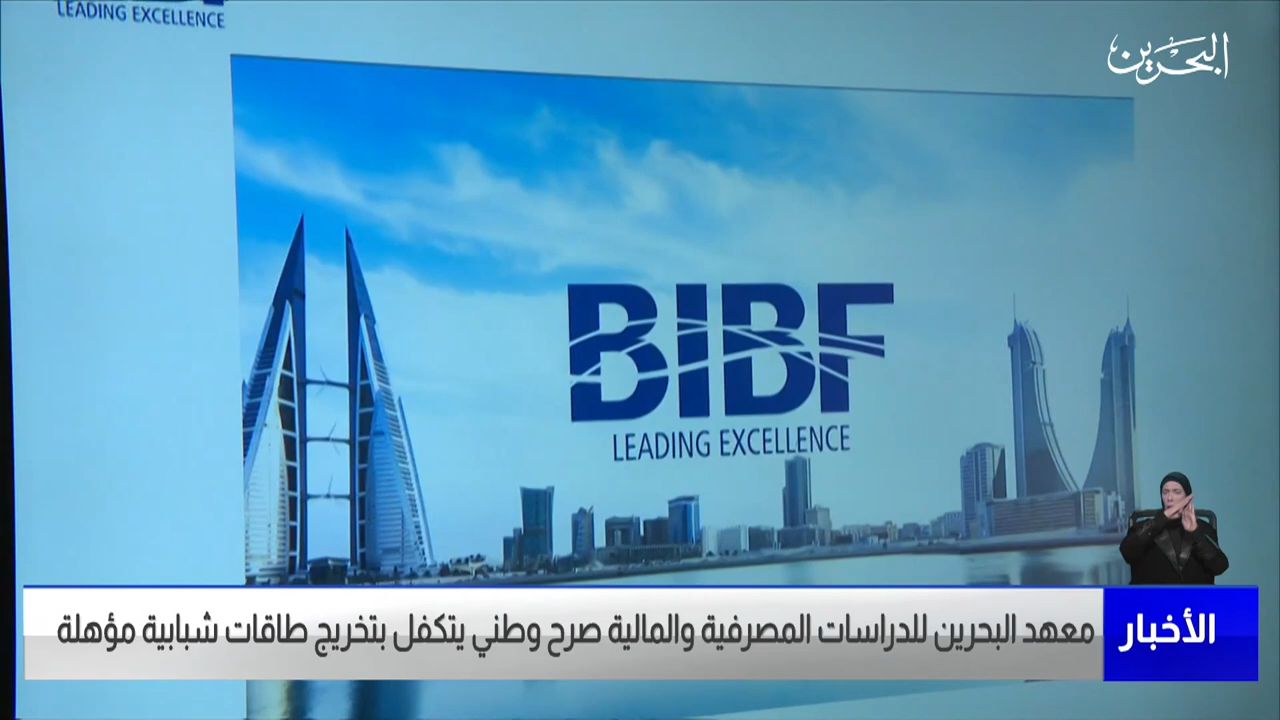 LEADING EXCELLENCE
البحرين
BIBF
LEADING EXCELLENCE
الأخبار
معهد البحرين للدراسات المصرفية والمالية صرح وطني يتكفل بتخريج طاقات شبابية مؤهلة